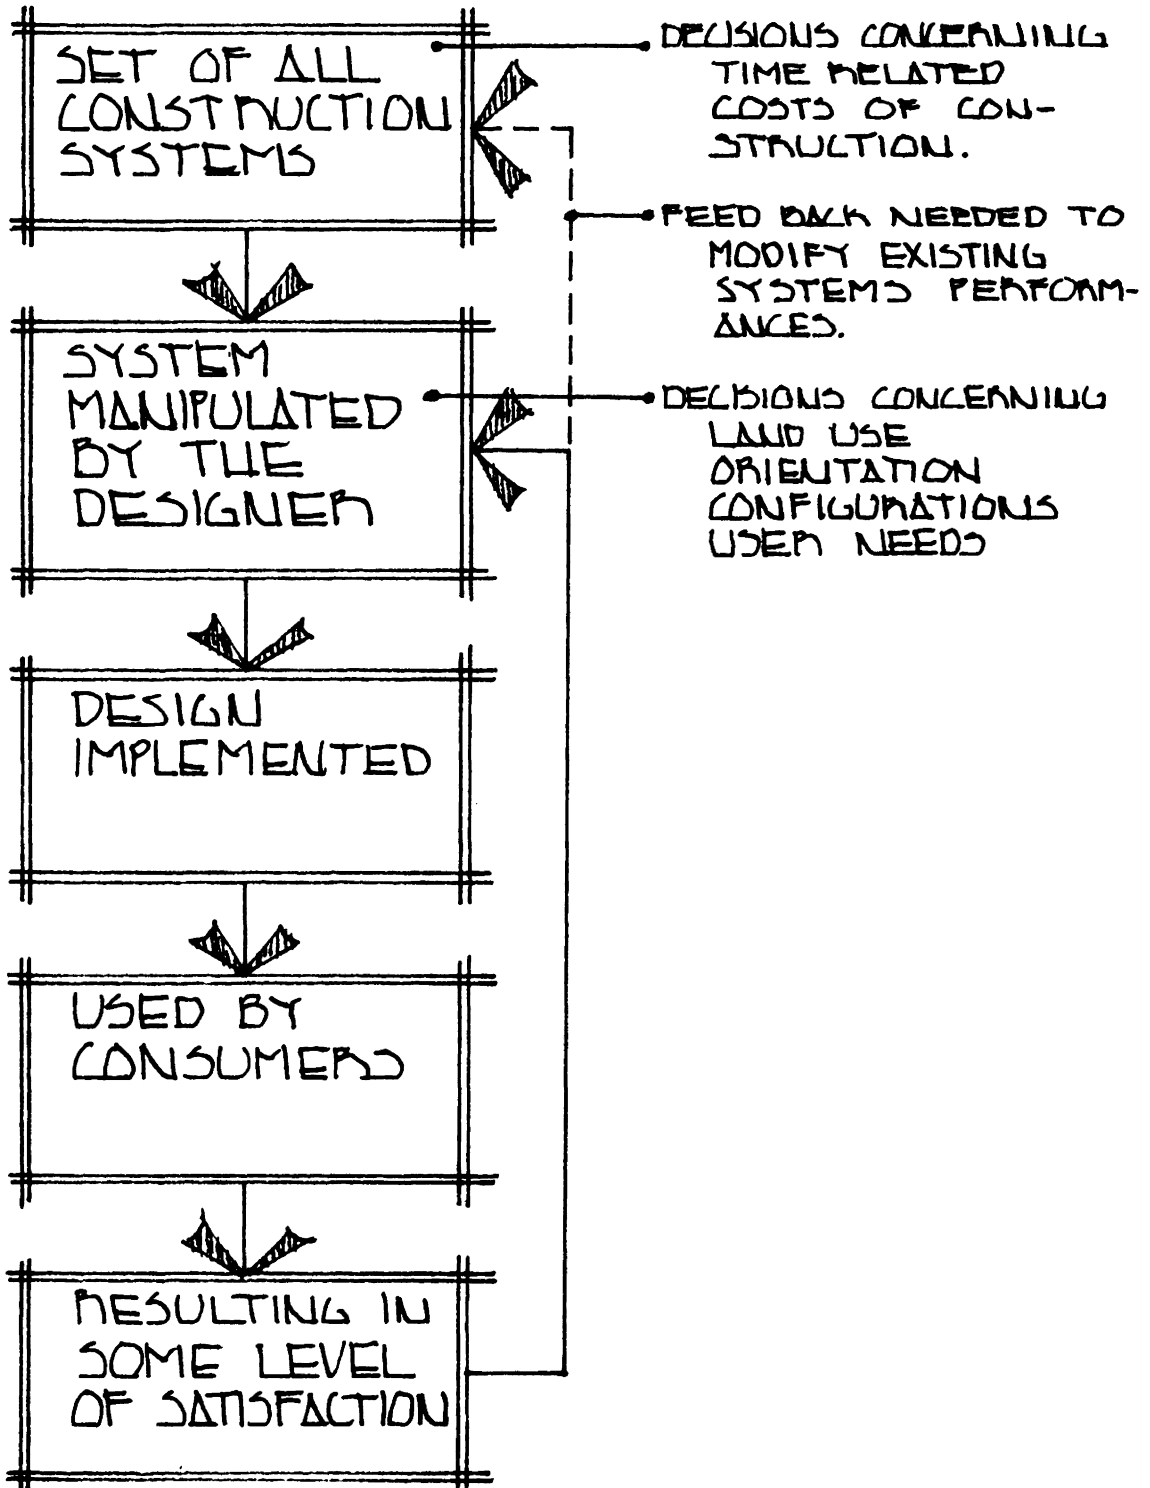 SET OF ALL
CONSTRUCTION
SYSTEMS
DECISIONS CONCERNING
TIME RELATED
COSTS OF CON-
STRUCTION.
FEED BACK NEEDED TO
MODIFY EXISTING
SYSTEMS PERFORM-
ANCES.
SYSTEM
MANIPULATED
BY THE
DESIGNER
DECISIONS CONCERNING
LAND USE
ORIENTATION
CONFIGURATIONS
USER NEEDS
DESIGN
IMPLEMENTED
USED BY
CONSUMERS
RESULTING IN
SOME LEVEL
OF SATISFACTION